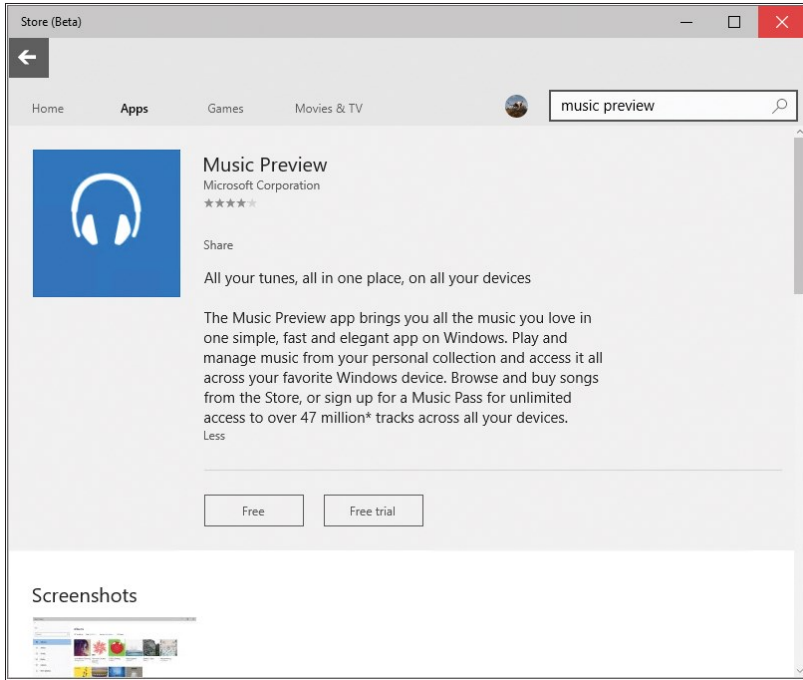 Store (Beta)
Home Apps Games Movies & TV music preview
Music Preview
Microsoft Corporation
Share
All your tunes, all in one place, on all your devices
The Music Preview app brings you all the music you love in
one simple, fast and elegant app on Windows. Play and
manage music from your personal collection and access it all
across your favorite Windows device. Browse and buy songs
from the Store, or sign up for a Music Pass for unlimited
access to over 47 million* tracks across all your devices.
Less
Free Free trial
Screenshots